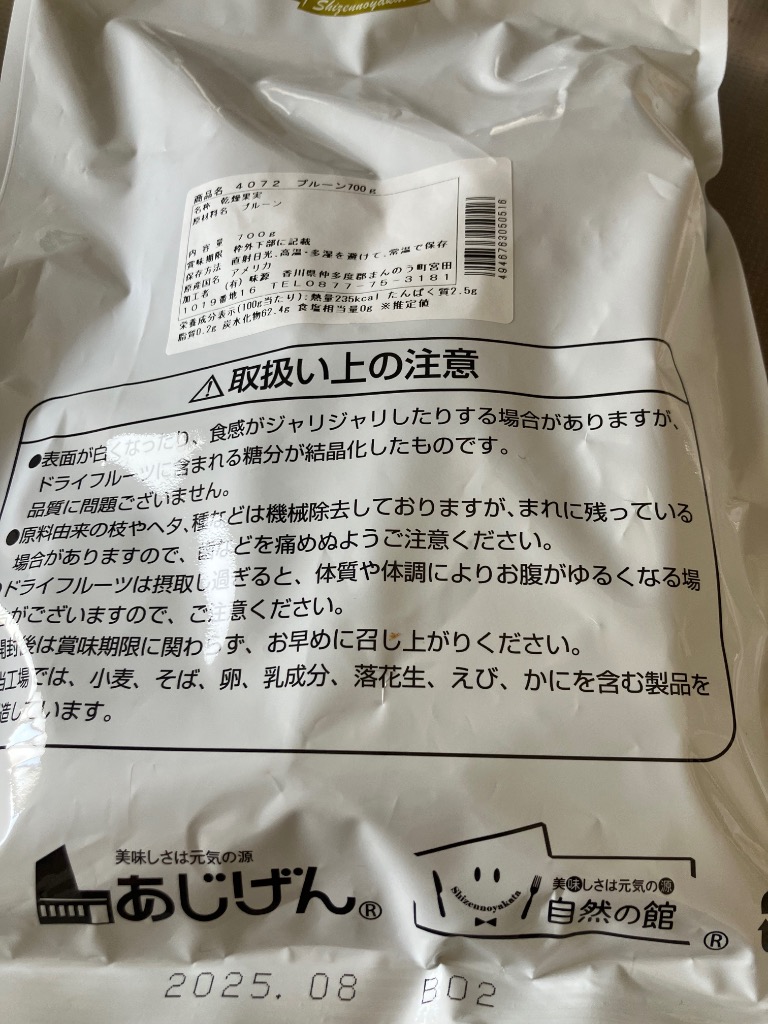 Shizennoyakata
商品名 4072 プルーン700g
名称 乾燥果実
原材料名 プルーン
内容量 700g
賞味期限 枠外下部に記載
保存方法 直射日光、高温・多湿を避けて、常温で保存
原産国名 アメリカ
加工者 (有)味源 香川県仲多度郡まんのう町宮田
1019番地16 TEL0877-75-3181
栄養成分表示(100g当たり):熱量235kcal たんぱく質2.5g
脂質0.2g 炭水化物62.4g 食塩相当量0g ※推定値
4946763050516
取扱い上の注意
●表面が白くなったり、食感がジャリジャリしたりする場合がありますが、
ドライフルーツに含まれる糖分が結晶化したものです。
品質に問題ございません。
●原料由来の枝やヘタ、種などは機械除去しておりますが、まれに残っている
場合がありますので、歯などを痛めぬようご注意ください。
ドライフルーツは摂取し過ぎると、体質や体調によりお腹がゆるくなる場
合がございますので、ご注意ください。
開封後は賞味期限に関わらず、お早めに召し上がりください。
当工場では、小麦、そば、卵、乳成分、落花生、えび、かにを含む製品を
造しています。
美味しさは元気の源
あじげん®
Shizennoyakata
美味しさは元気の源
自然の館®
2025.08 B02